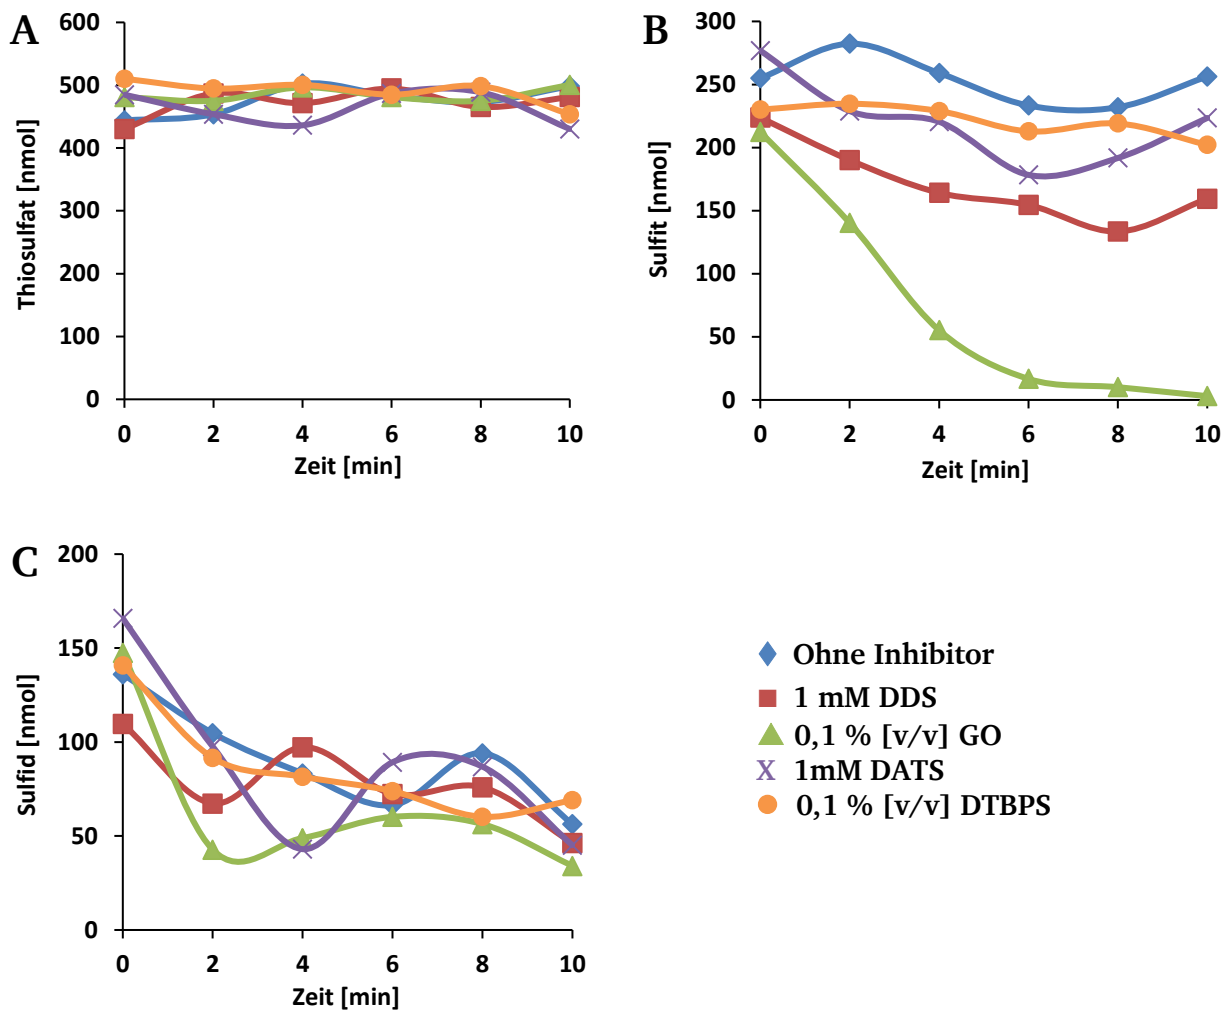 A
Thiosulfat [nmol]
600
500
400
300
200
100
0
0 2 4 6 8 10
Zeit [min]
B
Sulfit [nmol]
300
250
200
150
100
50
0
0 2 4 6 8 10
Zeit [min]
C
Sulfid [nmol]
200
150
100
50
0
0 2 4 6 8 10
Zeit [min]
Ohne Inhibitor
1 mM DDS
0,1 % [v/v] GO
1mM DATS
0,1 % [v/v] DTBPS